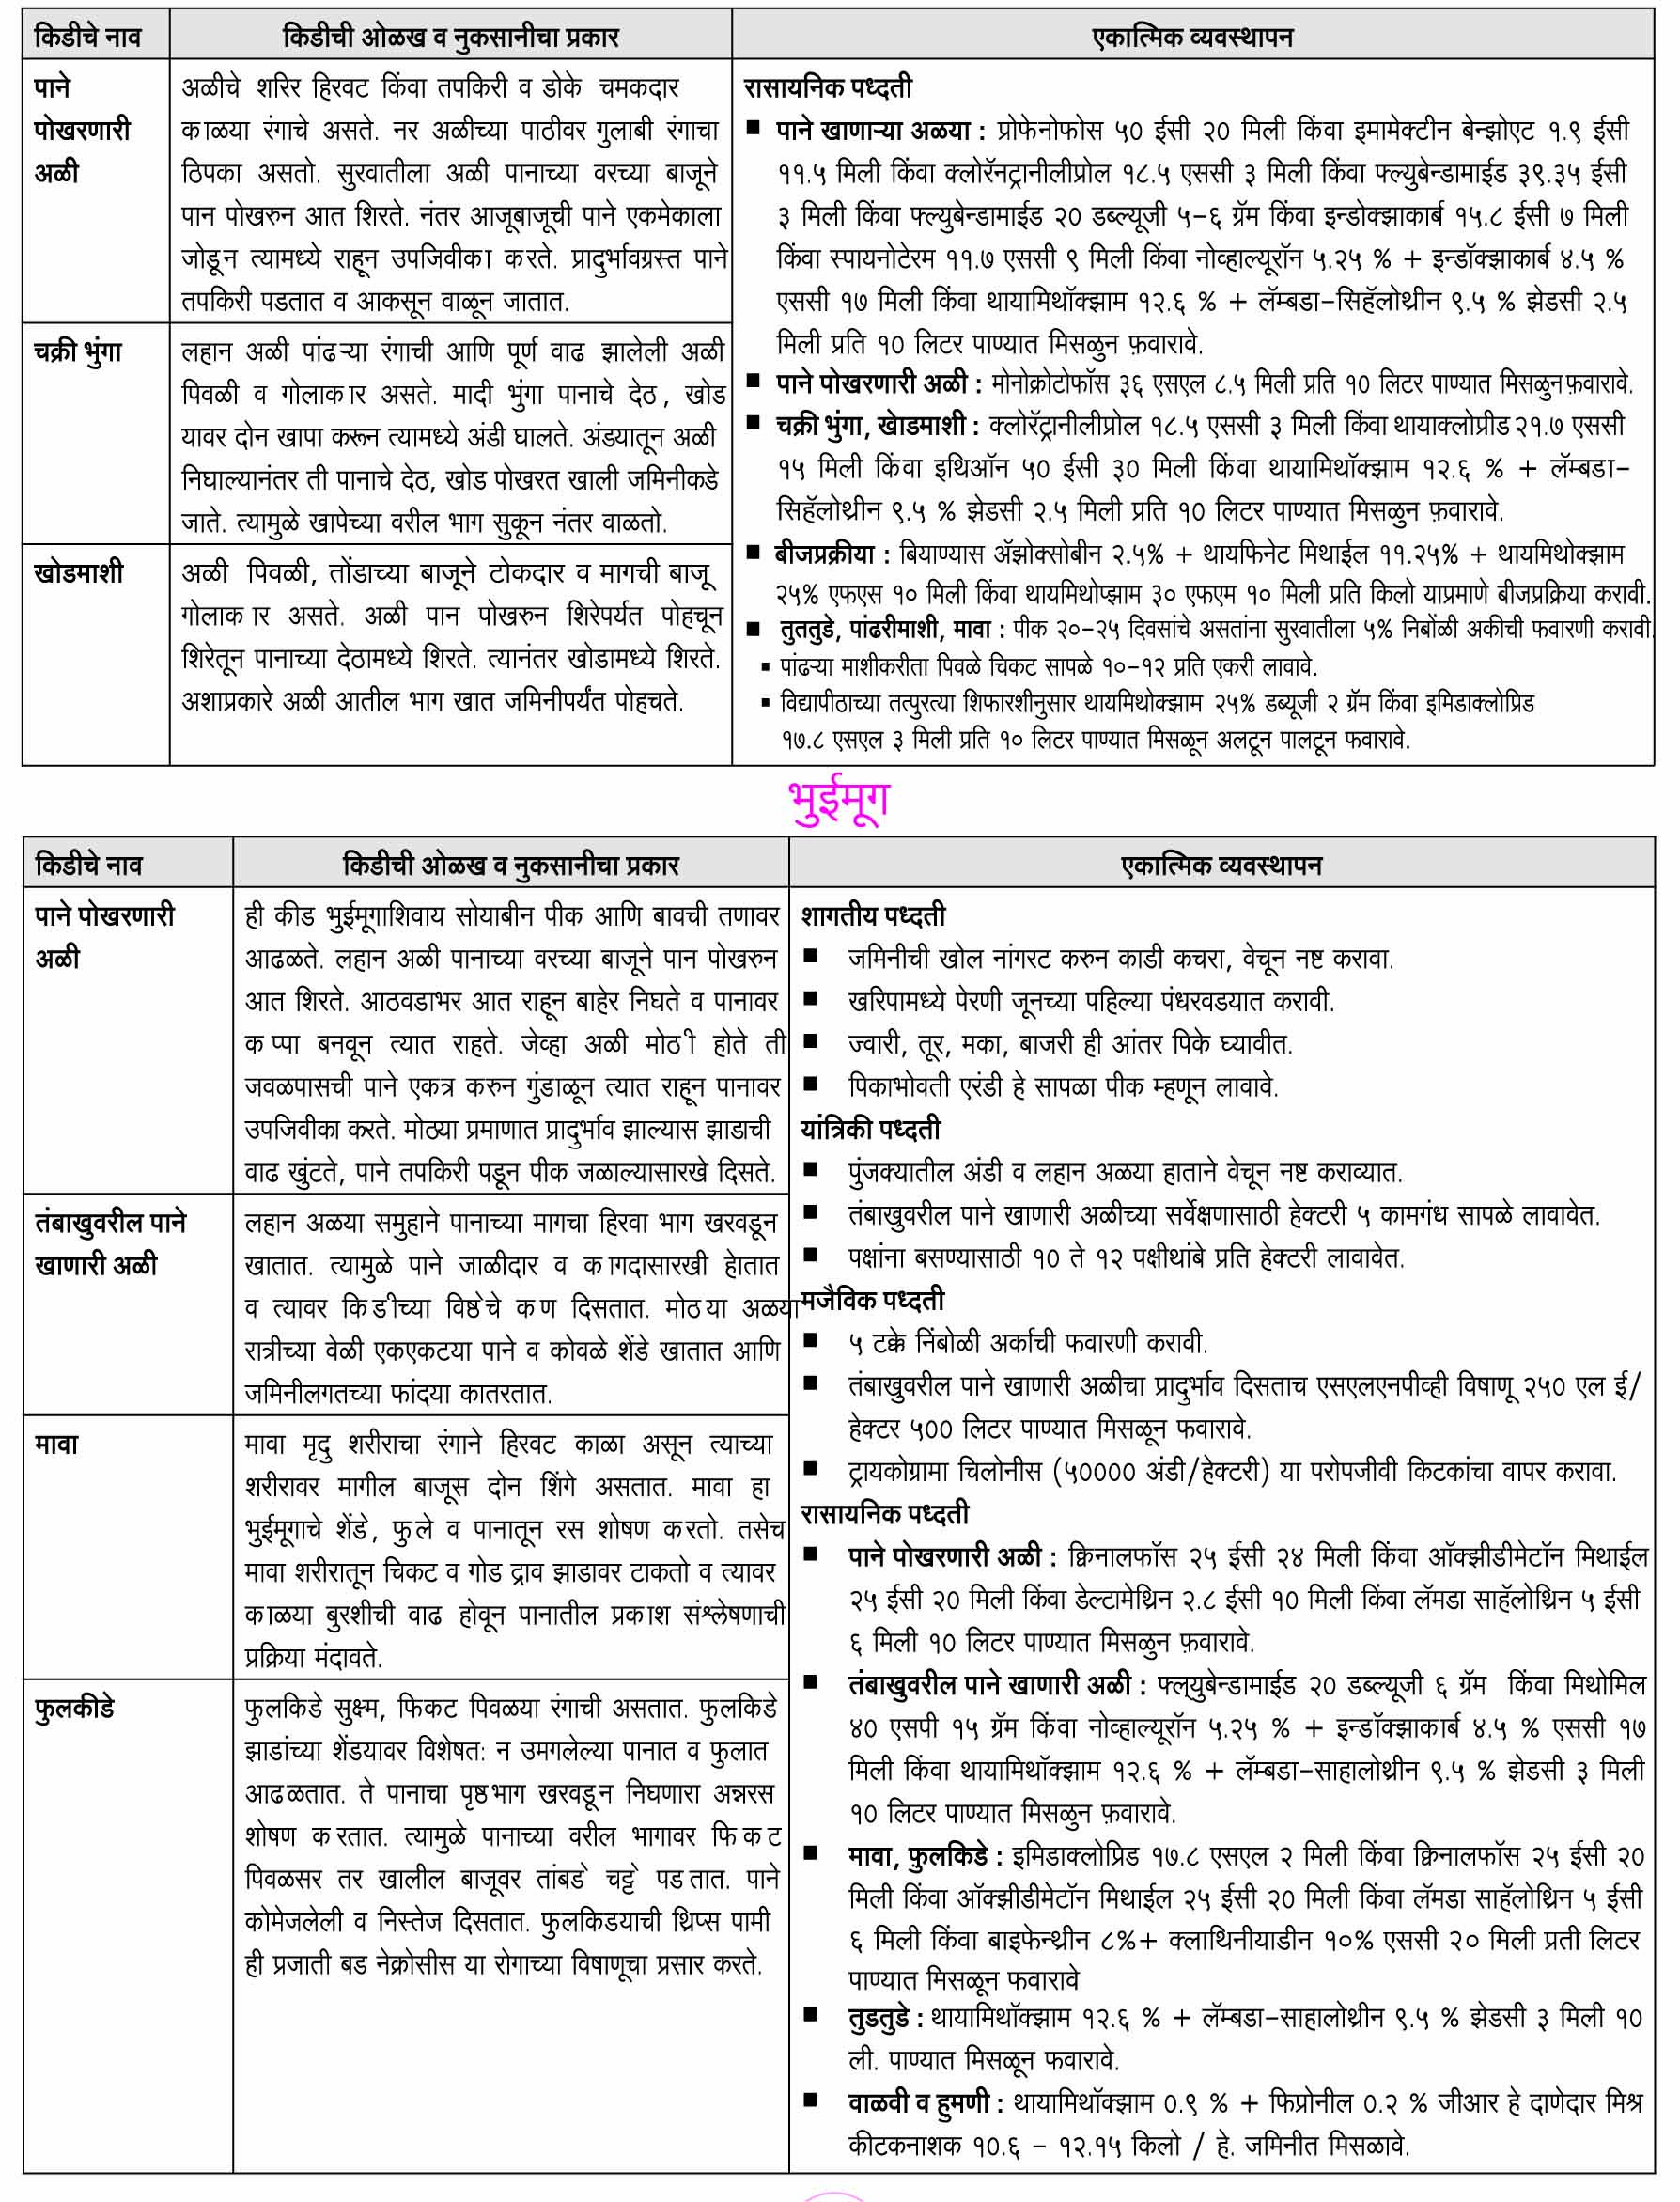 किडीचे नाव
किडीची ओळख व नुकसानीचा प्रकार
एकात्मिक व्यवस्थापन
पाने
पोखरणारी
अळी
अळीचे शरिर हिरवट किंवा तपकिरी व डोके चमकदार
काळया रंगाचे असते. नर अळीच्या पाठीवर गुलाबी रंगाचा
ठिपका असतो. सुरवातीला अळी पानाच्या वरच्या बाजूने
पान पोखरुन आत शिरते. नंतर आजूबाजूची पाने एकमेकाला
जोडून त्यामध्ये राहून उपजिवीका करते. प्रादुर्भावग्रस्त पाने
तपकिरी पडतात व आकसून वाळून जातात.
चक्री भुंगा
लहान अळी पांढऱ्या रंगाची आणि पूर्ण वाढ झालेली अळी
पिवळी व गोलाकार असते. मादी भुंगा पानाचे देठ, खोड
यावर दोन खापा करून त्यामध्ये अंडी घालते. अंडयातून अळी
निघाल्यानंतर ती पानाचे देठ, खोड पोखरत खाली जमिनीकडे
जाते. त्यामुळे खापेच्या वरील भाग सुकून नंतर वाळतो.
खोडमाशी
अळी पिवळी, तोंडाच्या बाजूने टोकदार व मागची बाजू
गोलाकार असते. अळी पान पोखरुन शिरेपर्यत पोहचून
शिरेतून पानाच्या देठामध्ये शिरते. त्यानंतर खोडामध्ये शिरते.
अशाप्रकारे अळी आतील भाग खात जमिनीपर्यंत पोहचते.
रासायनिक पध्दती
▪ पाने खाणाऱ्या अळया : प्रोफेनोफोस ५० ईसी २० मिली किंवा इमामेक्टीन बेन्झोएट १.९ ईसी
११.५ मिली किंवा क्लोरॅनट्रानीलीप्रोल १८.५ एससी ३ मिली किंवा फ्ल्युबेन्डामाईड ३९.३५ ईसी
३ मिली किंवा फ्ल्युबेन्डामाईड २० डब्ल्यूजी ५-६ ग्रॅम किंवा इन्डोक्झाकार्ब १५.८ ईसी ७ मिली
किंवा स्पायनोटेरम ११.७ एससी ९ मिली किंवा नोव्हाल्यूरॉन ५.२५ % + इन्डॉक्झाकार्ब ४.५ %
एससी १७ मिली किंवा थायामिथॉक्झाम १२.६ % + लॅम्बडा-सिहॅलोथ्रीन ९.५ % झेडसी २.५
मिली प्रति १० लिटर पाण्यात मिसळुन फ़वारावे.
▪ पाने पोखरणारी अळी : मोनोक्रोटोफॉस ३६ एसएल ८.५ मिली प्रति १० लिटर पाण्यात मिसळुन फ़वारावे.
▪ चक्री भुंगा, खेाडमाशी : क्लोरॅट्रानीलीप्रोल १८.५ एससी ३ मिली किंवा थायाक्लोप्रीड २१.७ एससी
१५ मिली किंवा इथिऑन ५० ईसी ३० मिली किंवा थायामिथॉक्झाम १२.६ % + लॅम्बडा-
सिहॅलोथ्रीन ९.५ % झेडसी २.५ मिली प्रति १० लिटर पाण्यात मिसळुन फ़वारावे.
▪ बीजप्रक्रीया : बियाण्यास ॲझोक्सोबीन २.५% + थायफिनेट मिथाईल ११.२५% + थायमिथोक्झाम
२५% एफएस १० मिली किंवा थायमिथोप्झाम ३० एफएम १० मिली प्रति किलो याप्रमाणे बीजप्रक्रिया करावी.
▪ तुततुडे, पांढरीमाशी, मावा : पीक २०-२५ दिवसांचे असतांना सुरवातीला ५% निबोंळी अकीची फवारणी करावी.
▪ पांढऱ्या माशीकरीता पिवळे चिकट सापळे १०-१२ प्रति एकरी लावावे.
▪ विद्यापीठाच्या तत्पुरत्या शिफारशीनुसार थायमिथोक्झाम २५% डब्यूजी २ ग्रॅम किंवा इमिडाक्लोप्रिड
१७.८ एसएल ३ मिली प्रति १० लिटर पाण्यात मिसळून अलटून पालटून फवारावे.
भुईमूग
किडीचे नाव
किडीची ओळख व नुकसानीचा प्रकार
एकात्मिक व्यवस्थापन
पाने पोखरणारी
अळी
ही कीड भुईमूगाशिवाय सोयाबीन पीक आणि बावची तणावर
आढळते. लहान अळी पानाच्या वरच्या बाजूने पान पोखरुन
आत शिरते. आठवडाभर आत राहून बाहेर निघते व पानावर
कप्पा बनवून त्यात राहते. जेव्हा अळी मोठी होते ती
जवळपासची पाने एकत्र करुन गुंडाळून त्यात राहून पानावर
उपजिवीका करते. मोठ्या प्रमाणात प्रादुर्भाव झाल्यास झाडाची
वाढ खुंटते, पाने तपकिरी पडून पीक जळाल्यासारखे दिसते.
तंबाखुवरील पाने
खाणारी अळी
लहान अळया समुहाने पानाच्या मागचा हिरवा भाग खरवडून
खातात. त्यामुळे पाने जाळीदार व कागदासारखी हेातात
व त्यावर किडीच्या विष्ठेचे कण दिसतात. मोठया अळया
रात्रीच्या वेळी एकएकटया पाने व कोवळे शेंडे खातात आणि
जमिनीलगतच्या फांदया कातरतात.
मावा
मावा मृदु शरीराचा रंगाने हिरवट काळा असून त्याच्या
शरीरावर मागील बाजूस दोन शिंगे असतात. मावा हा
भुईमूगाचे शेंडे, फुले व पानातून रस शोषण करतो. तसेच
मावा शरीरातून चिकट व गोड द्राव झाडावर टाकतो व त्यावर
काळया बुरशीची वाढ होवून पानातील प्रकाश संश्लेषणाची
प्रक्रिया मंदावते.
फुलकीडे
फुलकिडे सुक्ष्म, फिकट पिवळया रंगाची असतात. फुलकिडे
झाडांच्या शेंडयावर विशेषत: न उमगलेल्या पानात व फुलात
आढळतात. ते पानाचा पृष्ठभाग खरवडून निघणारा अन्नरस
शोषण करतात. त्यामुळे पानाच्या वरील भागावर फिकट
पिवळसर तर खालील बाजूवर तांबडे चट्टे पडतात. पाने
कोमेजलेली व निस्तेज दिसतात. फुलकिडयाची थ्रिप्स पामी
ही प्रजाती बड नेक्रोसीस या रोगाच्या विषाणूचा प्रसार करते.
शागतीय पध्दती
▪ जमिनीची खोल नांगरट करुन काडी कचरा, वेचून नष्ट करावा.
▪ खरिपामध्ये पेरणी जूनच्या पहिल्या पंधरवडयात करावी.
▪ ज्वारी, तूर, मका, बाजरी ही आंतर पिके घ्यावीत.
▪ पिकाभोवती एरंडी हे सापळा पीक म्हणून लावावे.
यांत्रिकी पध्दती
▪ पुंजक्यातील अंडी व लहान अळया हाताने वेचून नष्ट कराव्यात.
▪ तंबाखुवरील पाने खाणारी अळीच्या सर्वेक्षणासाठी हेक्टरी ५ कामगंध सापळे लावावेत.
▪ पक्षांना बसण्यासाठी १० ते १२ पक्षीथांबे प्रति हेक्टरी लावावेत.
मजैविक पध्दती
▪ ५ टक्के निंबोळी अर्काची फवारणी करावी.
▪ तंबाखुवरील पाने खाणारी अळीचा प्रादुर्भाव दिसताच एसएलएनपीव्ही विषाणू २५० एल ई/
हेक्टर ५०० लिटर पाण्यात मिसळून फवारावे.
▪ ट्रायकोग्रामा चिलोनीस (५०००० अंडी/हेक्टरी) या परोपजीवी किटकांचा वापर करावा.
रासायनिक पध्दती
▪ पाने पोखरणारी अळी : क्विनालफॉस २५ ईसी २४ मिली किंवा ऑक्झीडीमेटॉन मिथाईल
२५ ईसी २० मिली किंवा डेल्टामेथ्रिन २.८ ईसी १० मिली किंवा लॅमडा साहॅलोथ्रिन ५ ईसी
६ मिली १० लिटर पाण्यात मिसळुन फ़वारावे.
▪ तंबाखुवरील पाने खाणारी अळी : फ्ल्युबेन्डामाईड २० डब्ल्यूजी ६ ग्रॅम किंवा मिथोमिल
४० एसपी १५ ग्रॅम किंवा नोव्हाल्यूरॉन ५.२५ % + इन्डॉक्झाकार्ब ४.५ % एससी १७
मिली किंवा थायामिथॉक्झाम १२.६ % + लॅम्बडा-साहालोथ्रीन ९.५ % झेडसी ३ मिली
१० लिटर पाण्यात मिसळुन फ़वारावे.
▪ मावा, फ़ुलकिडे : इमिडाक्लोप्रिड १७.८ एसएल २ मिली किंवा क्विनालफॉस २५ ईसी २०
मिली किंवा ऑक्झीडीमेटॉन मिथाईल २५ ईसी २० मिली किंवा लॅमडा साहॅलोथ्रिन ५ ईसी
६ मिली किंवा बाइफेन्थ्रीन ८%+ क्लाथिनीयाडीन १०% एससी २० मिली प्रती लिटर
पाण्यात मिसळून फवारावे
▪ तुडतुडे : थायामिथॉक्झाम १२.६ % + लॅम्बडा-साहालोथ्रीन ९.५ % झेडसी ३ मिली १०
ली. पाण्यात मिसळून फवारावे.
▪ वाळवी व हुमणी : थायामिथॉक्झाम ०.९ % + फिप्रोनील ०.२ % जीआर हे दाणेदार मिश्र
कीटकनाशक १०.६ - १२.१५ किलो / हे. जमिनीत मिसळावे.